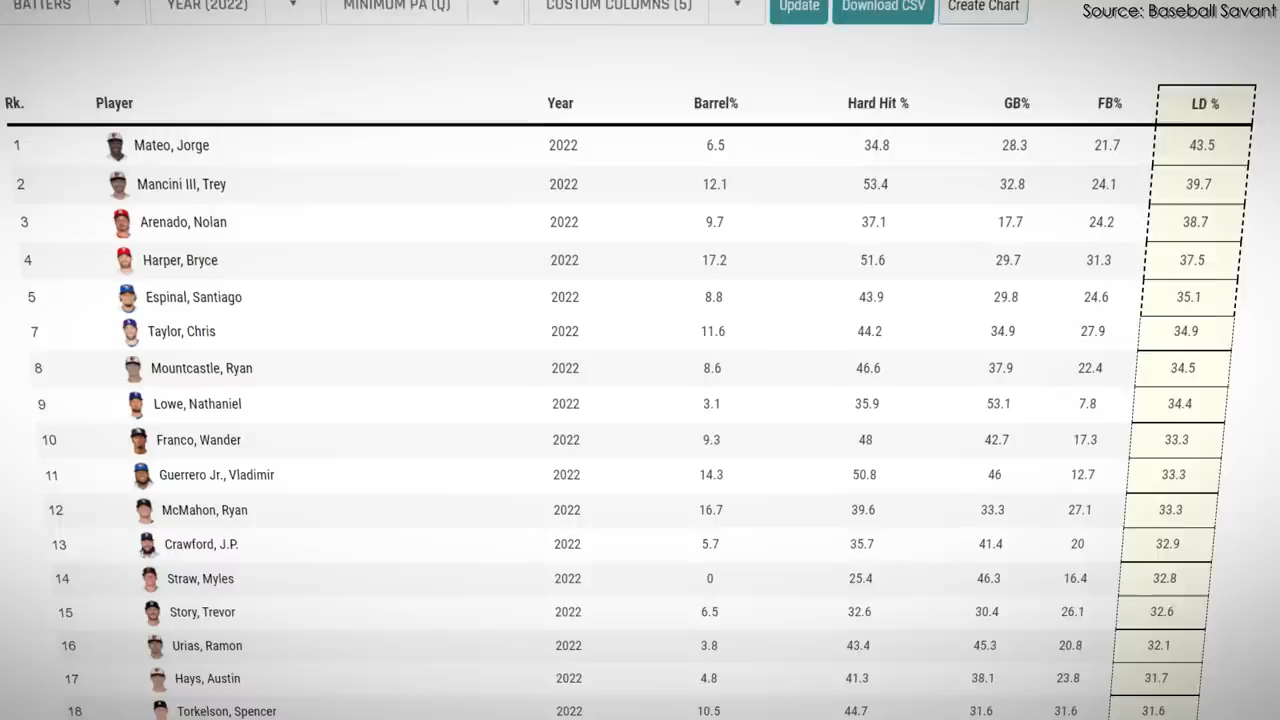 BATTERS YEAR (2022) MINIMUM PA (Q) CUSTOM COLUMNS (5) Update Download CSV Create Chart Source: Baseball Savant
Rk. Player Year Barrel% Hard Hit % GB% FB% LD %
1 Mateo, Jorge 2022 6.5 34.8 28.3 21.7 43.5
2 Mancini III, Trey 2022 12.1 53.4 32.8 24.1 39.7
3 Arenado, Nolan 2022 9.7 37.1 17.7 24.2 38.7
4 Harper, Bryce 2022 17.2 51.6 29.7 31.3 37.5
5 Espinal, Santiago 2022 8.8 43.9 29.8 24.6 35.1
7 Taylor, Chris 2022 11.6 44.2 34.9 27.9 34.9
8 Mountcastle, Ryan 2022 8.6 46.6 37.9 22.4 34.5
9 Lowe, Nathaniel 2022 3.1 35.9 53.1 7.8 34.4
10 Franco, Wander 2022 9.3 48 42.7 17.3 33.3
11 Guerrero Jr., Vladimir 2022 14.3 50.8 46 12.7 33.3
12 McMahon, Ryan 2022 16.7 39.6 33.3 27.1 33.3
13 Crawford, J.P. 2022 5.7 35.7 41.4 20 32.9
14 Straw, Myles 2022 0 25.4 46.3 16.4 32.8
15 Story, Trevor 2022 6.5 32.6 30.4 26.1 32.6
16 Urias, Ramon 2022 3.8 43.4 45.3 20.8 32.1
17 Hays, Austin 2022 4.8 41.3 38.1 23.8 31.7
18 Torkelson, Spencer 2022 10.5 44.7 31.6 31.6 31.6